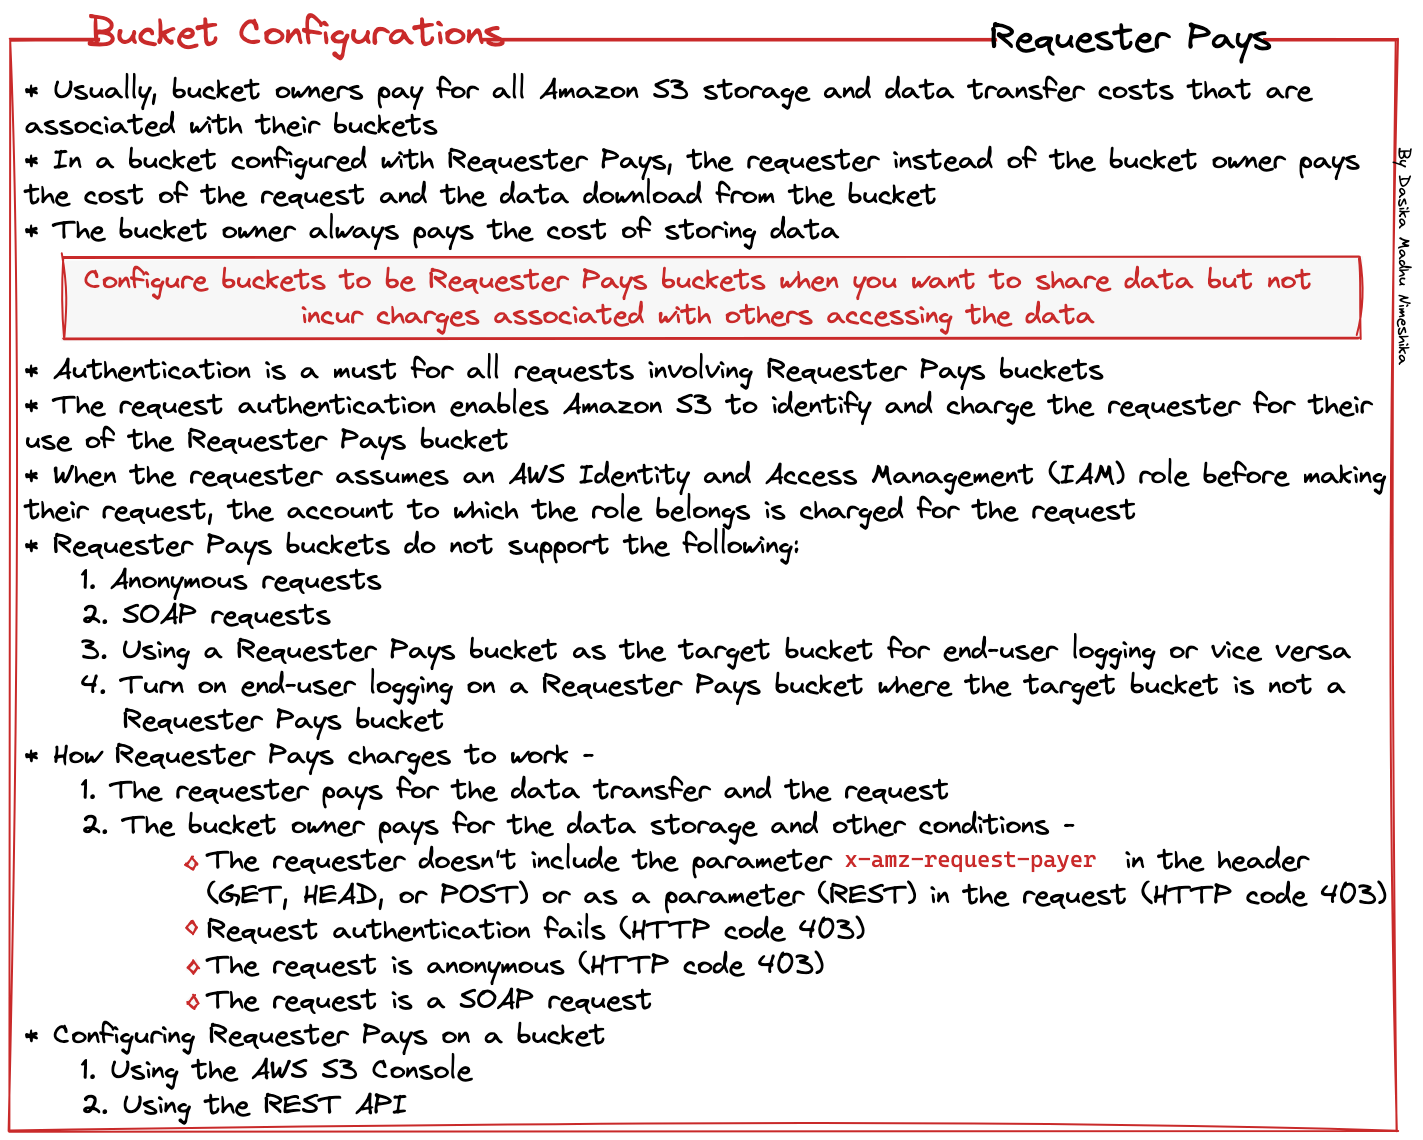 Bucket Configurations
Requester Pays
* Usually, bucket owners pay for all Amazon S3 storage and data transfer costs that are
associated with their buckets
* In a bucket configured with Requester Pays, the requester instead of the bucket owner pays
the cost of the request and the data download from the bucket
* The bucket owner always pays the cost of storing data
Configure buckets to be Requester Pays buckets when you want to share data but not
incur charges associated with others accessing the data
* Authentication is a must for all requests involving Requester Pays buckets
* The request authentication enables Amazon S3 to identify and charge the requester for their
use of the Requester Pays bucket
* When the requester assumes an AWS Identity and Access Management (IAM) role before making
their request, the account to which the role belongs is charged for the request
* Requester Pays buckets do not support the following:
1. Anonymous requests
2. SOAP requests
3. Using a Requester Pays bucket as the target bucket for end-user logging or vice versa
4. Turn on end-user logging on a Requester Pays bucket where the target bucket is not a
Requester Pays bucket
* How Requester Pays charges to work -
1. The requester pays for the data transfer and the request
2. The bucket owner pays for the data storage and other conditions -
The requester doesn't include the parameter x-amz-request-payer in the header
(GET, HEAD, or POST) or as a parameter (REST) in the request (HTTP code 403)
Request authentication fails (HTTP code 403)
The request is anonymous (HTTP code 403)
The request is a SOAP request
* Configuring Requester Pays on a bucket
1. Using the AWS S3 Console
2. Using the REST API
By Dasika Madhu Nimeshika